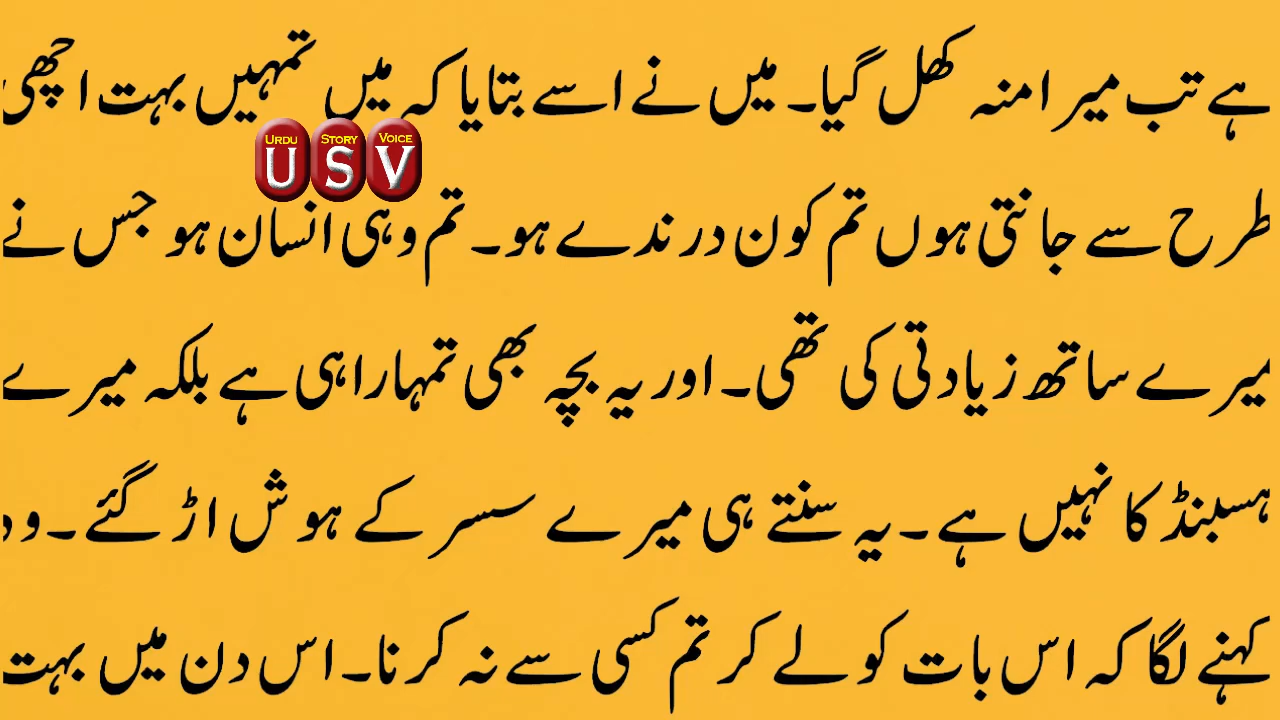 ہے تب میرا منہ کھل گیا۔ میں نے اسے بتایا کہ میں تمہیں بہت اچھی
URDU STORY VOICE
U S V
طرح سے جانتی ہوں تم کون درندے ہو۔ تم وہی انسان ہو جس نے
میرے ساتھ زیادتی کی تھی۔ اور یہ بچہ بھی تمہارا ہی ہے بلکہ میرے
ہسبنڈ کا نہیں ہے۔ یہ سنتے ہی میرے سسر کے ہوش اڑ گئے۔ وہ
کہنے لگا کہ اس بات کو لے کر تم کسی سے نہ کرنا۔ اس دن میں بہت